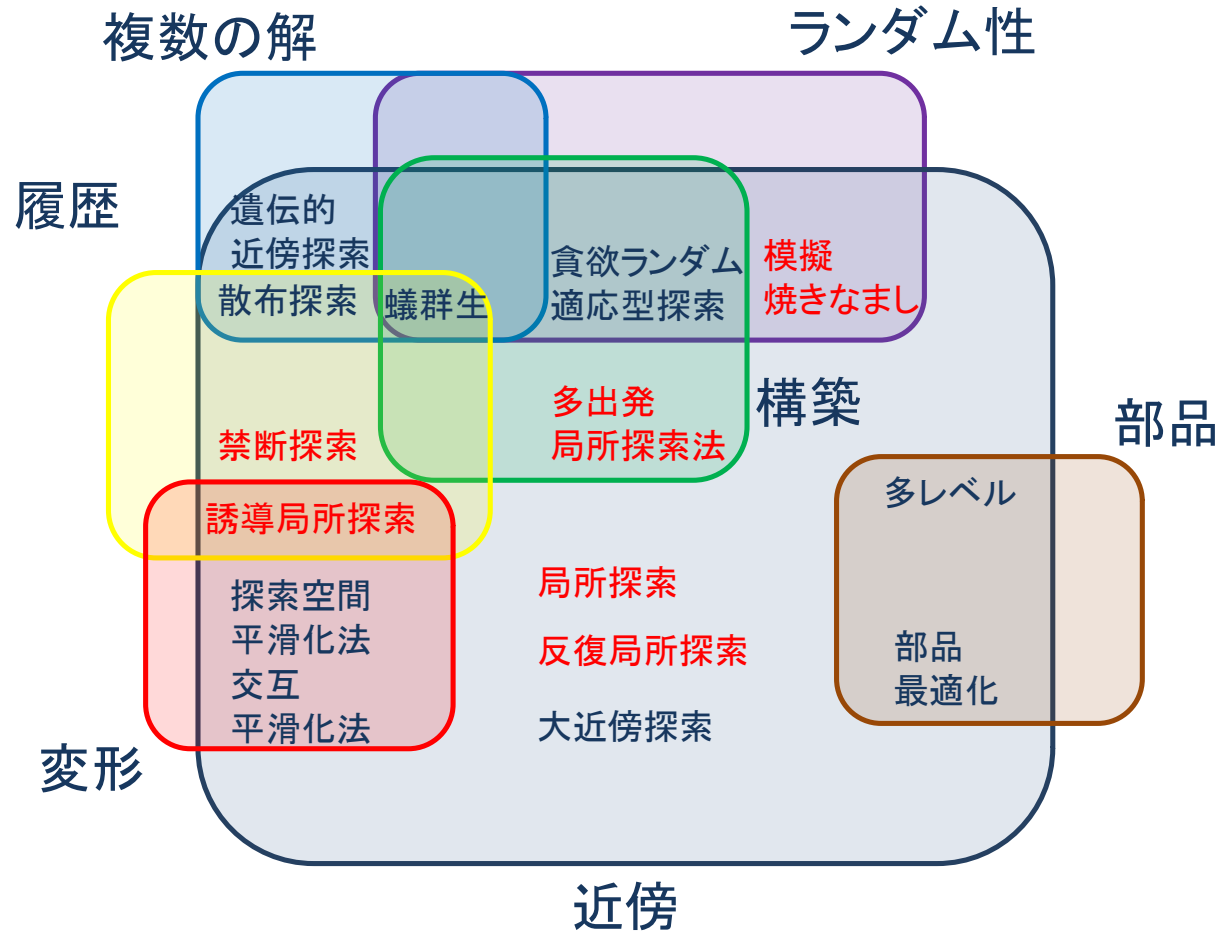 複数の解
ランダム性
履歴
遺伝的
近傍探索
散布探索
蟻群生
貪欲ランダム
適応型探索
模擬
焼きなまし
構築
多出発
局所探索法
禁断探索
部品
多レベル
誘導局所探索
局所探索
探索空間
平滑化法
交互
平滑化法
反復局所探索
部品
最適化
大近傍探索
変形
近傍